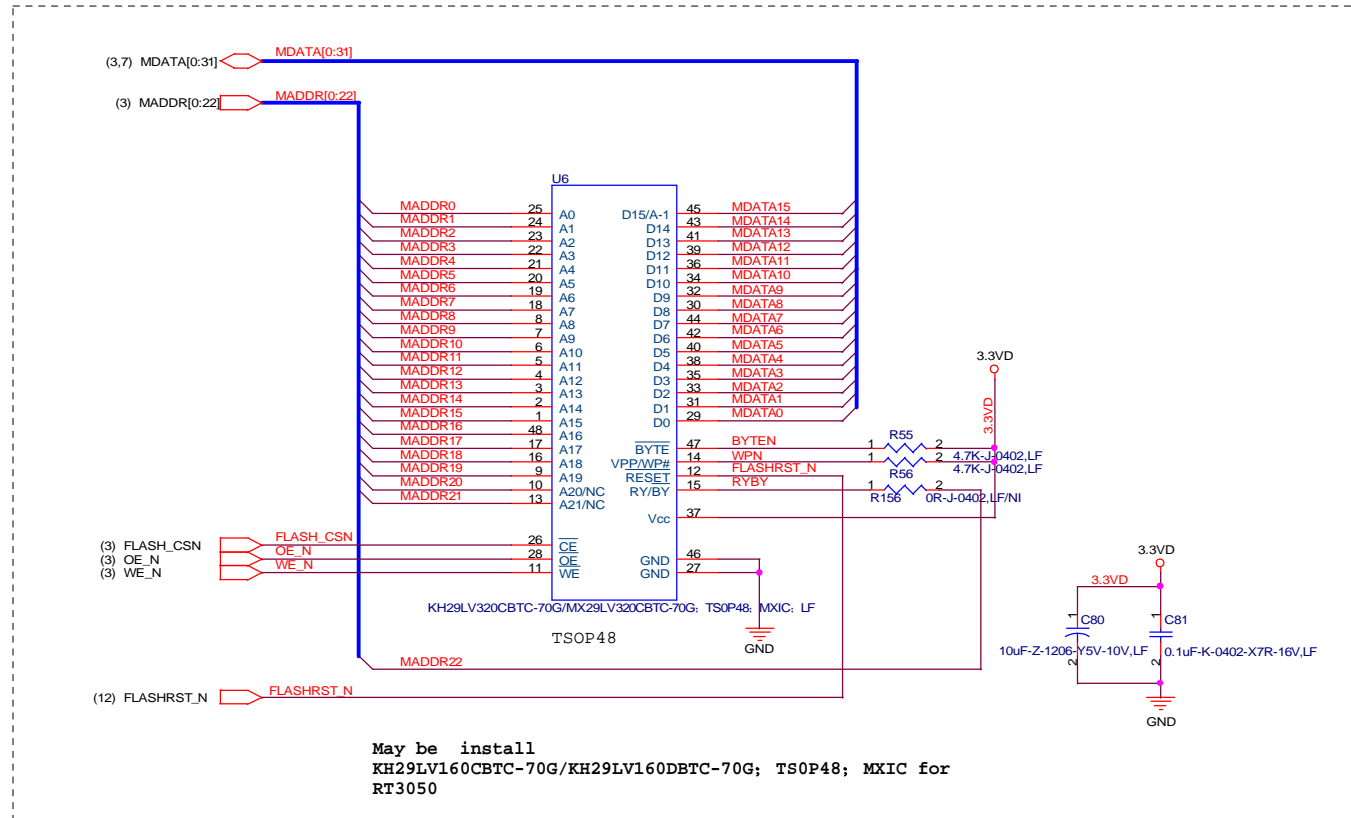 (3,7) MDATA[0:31]
MDATA[0:31]
(3) MADDR[0:22]
MADDR[0:22]
U6
MADDR0 25 A0 D15/A-1 45 MDATA15
MADDR1 24 A1 D14 43 MDATA14
MADDR2 23 A2 D13 41 MDATA13
MADDR3 22 A3 D12 39 MDATA12
MADDR4 21 A4 D11 36 MDATA11
MADDR5 20 A5 D10 34 MDATA10
MADDR6 19 A6 D9 32 MDATA9
MADDR7 18 A7 D8 30 MDATA8
MADDR8 8 A8 D7 44 MDATA7
MADDR9 7 A9 D6 42 MDATA6
MADDR10 6 A10 D5 40 MDATA5
MADDR11 5 A11 D4 38 MDATA4
MADDR12 4 A12 D3 35 MDATA3
MADDR13 3 A13 D2 33 MDATA2
MADDR14 2 A14 D1 31 MDATA1
MADDR15 1 A15 D0 29 MDATA0
MADDR16 48 A16
MADDR17 17 A17 BYTE 47 BYTEN 1 R55 2 4.7K-J-0402,LF
MADDR18 16 A18 VPP/WP# 14 WPN 1 R56 2 4.7K-J-0402,LF
MADDR19 9 A19 RESET 12 FLASHRST_N
MADDR20 10 A20/NC RY/BY 15 RYBY 1 R156 2 0R-J-0402,LF/NI
MADDR21 13 A21/NC
Vcc 37
3.3VD
3.3VD
(3) FLASH_CSN FLASH_CSN 26 CE
(3) OE_N OE_N 28 OE GND 46
(3) WE_N WE_N 11 WE GND 27
KH29LV320CBTC-70G/MX29LV320CBTC-70G; TS0P48; MXIC; LF
TSOP48
GND
MADDR22
(12) FLASHRST_N FLASHRST_N
3.3VD
3.3VD
1 C80 2 10uF-Z-1206-Y5V-10V,LF
1 C81 2 0.1uF-K-0402-X7R-16V,LF
GND
May be install
KH29LV160CBTC-70G/KH29LV160DBTC-70G; TS0P48; MXIC for
RT3050